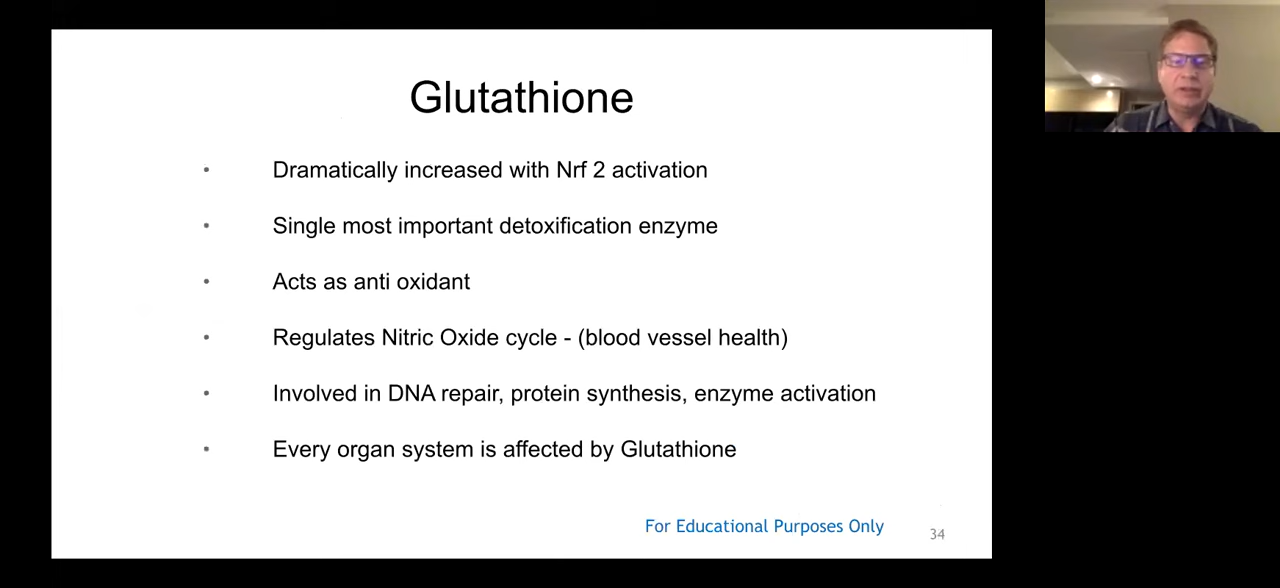 Glutathione
• Dramatically increased with Nrf 2 activation
• Single most important detoxification enzyme
• Acts as anti oxidant
• Regulates Nitric Oxide cycle - (blood vessel health)
• Involved in DNA repair, protein synthesis, enzyme activation
• Every organ system is affected by Glutathione
For Educational Purposes Only
34